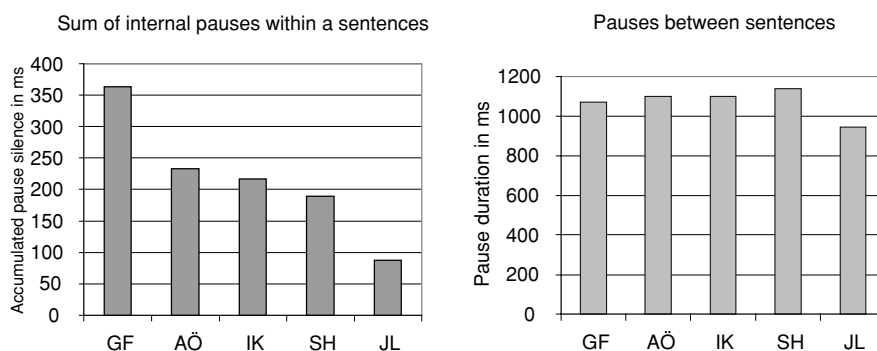 Sum of internal pauses within a sentences
Accumulated pause silence in ms
400
350
300
250
200
150
100
50
0
GF AÖ IK SH JL
Pauses between sentences
Pause duration in ms
1200
1000
800
600
400
200
0
GF AÖ IK SH JL